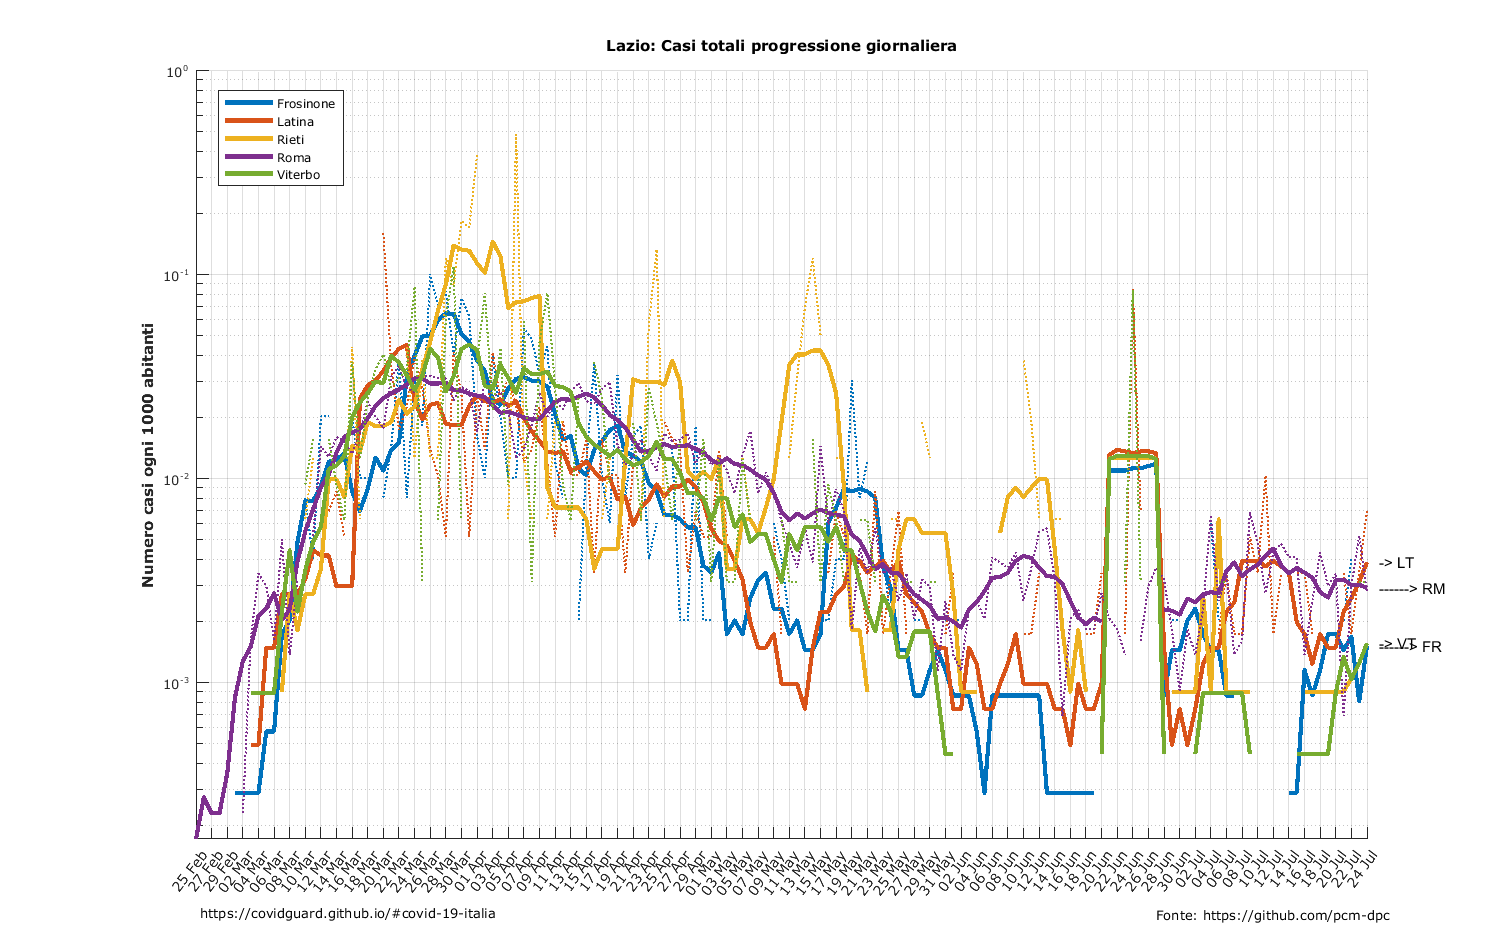 Lazio: Casi totali progressione giornaliera
Numero casi ogni 1000 abitanti
10⁰
10⁻¹
10⁻²
10⁻³
Frosinone
Latina
Rieti
Roma
Viterbo
-> LT
------> RM
-> VT
------> FR
25 Feb
27 Feb
29 Feb
02 Mar
04 Mar
06 Mar
08 Mar
10 Mar
12 Mar
14 Mar
16 Mar
18 Mar
20 Mar
22 Mar
24 Mar
26 Mar
28 Mar
30 Mar
01 Apr
03 Apr
05 Apr
07 Apr
09 Apr
11 Apr
13 Apr
15 Apr
17 Apr
19 Apr
21 Apr
23 Apr
25 Apr
27 Apr
29 Apr
01 May
03 May
05 May
07 May
09 May
11 May
13 May
15 May
17 May
19 May
21 May
23 May
25 May
27 May
29 May
31 May
02 Jun
04 Jun
06 Jun
08 Jun
10 Jun
12 Jun
14 Jun
16 Jun
18 Jun
20 Jun
22 Jun
24 Jun
26 Jun
28 Jun
30 Jun
02 Jul
04 Jul
06 Jul
08 Jul
10 Jul
12 Jul
14 Jul
16 Jul
18 Jul
20 Jul
22 Jul
24 Jul
https://covidguard.github.io/#covid-19-italia
Fonte: https://github.com/pcm-dpc